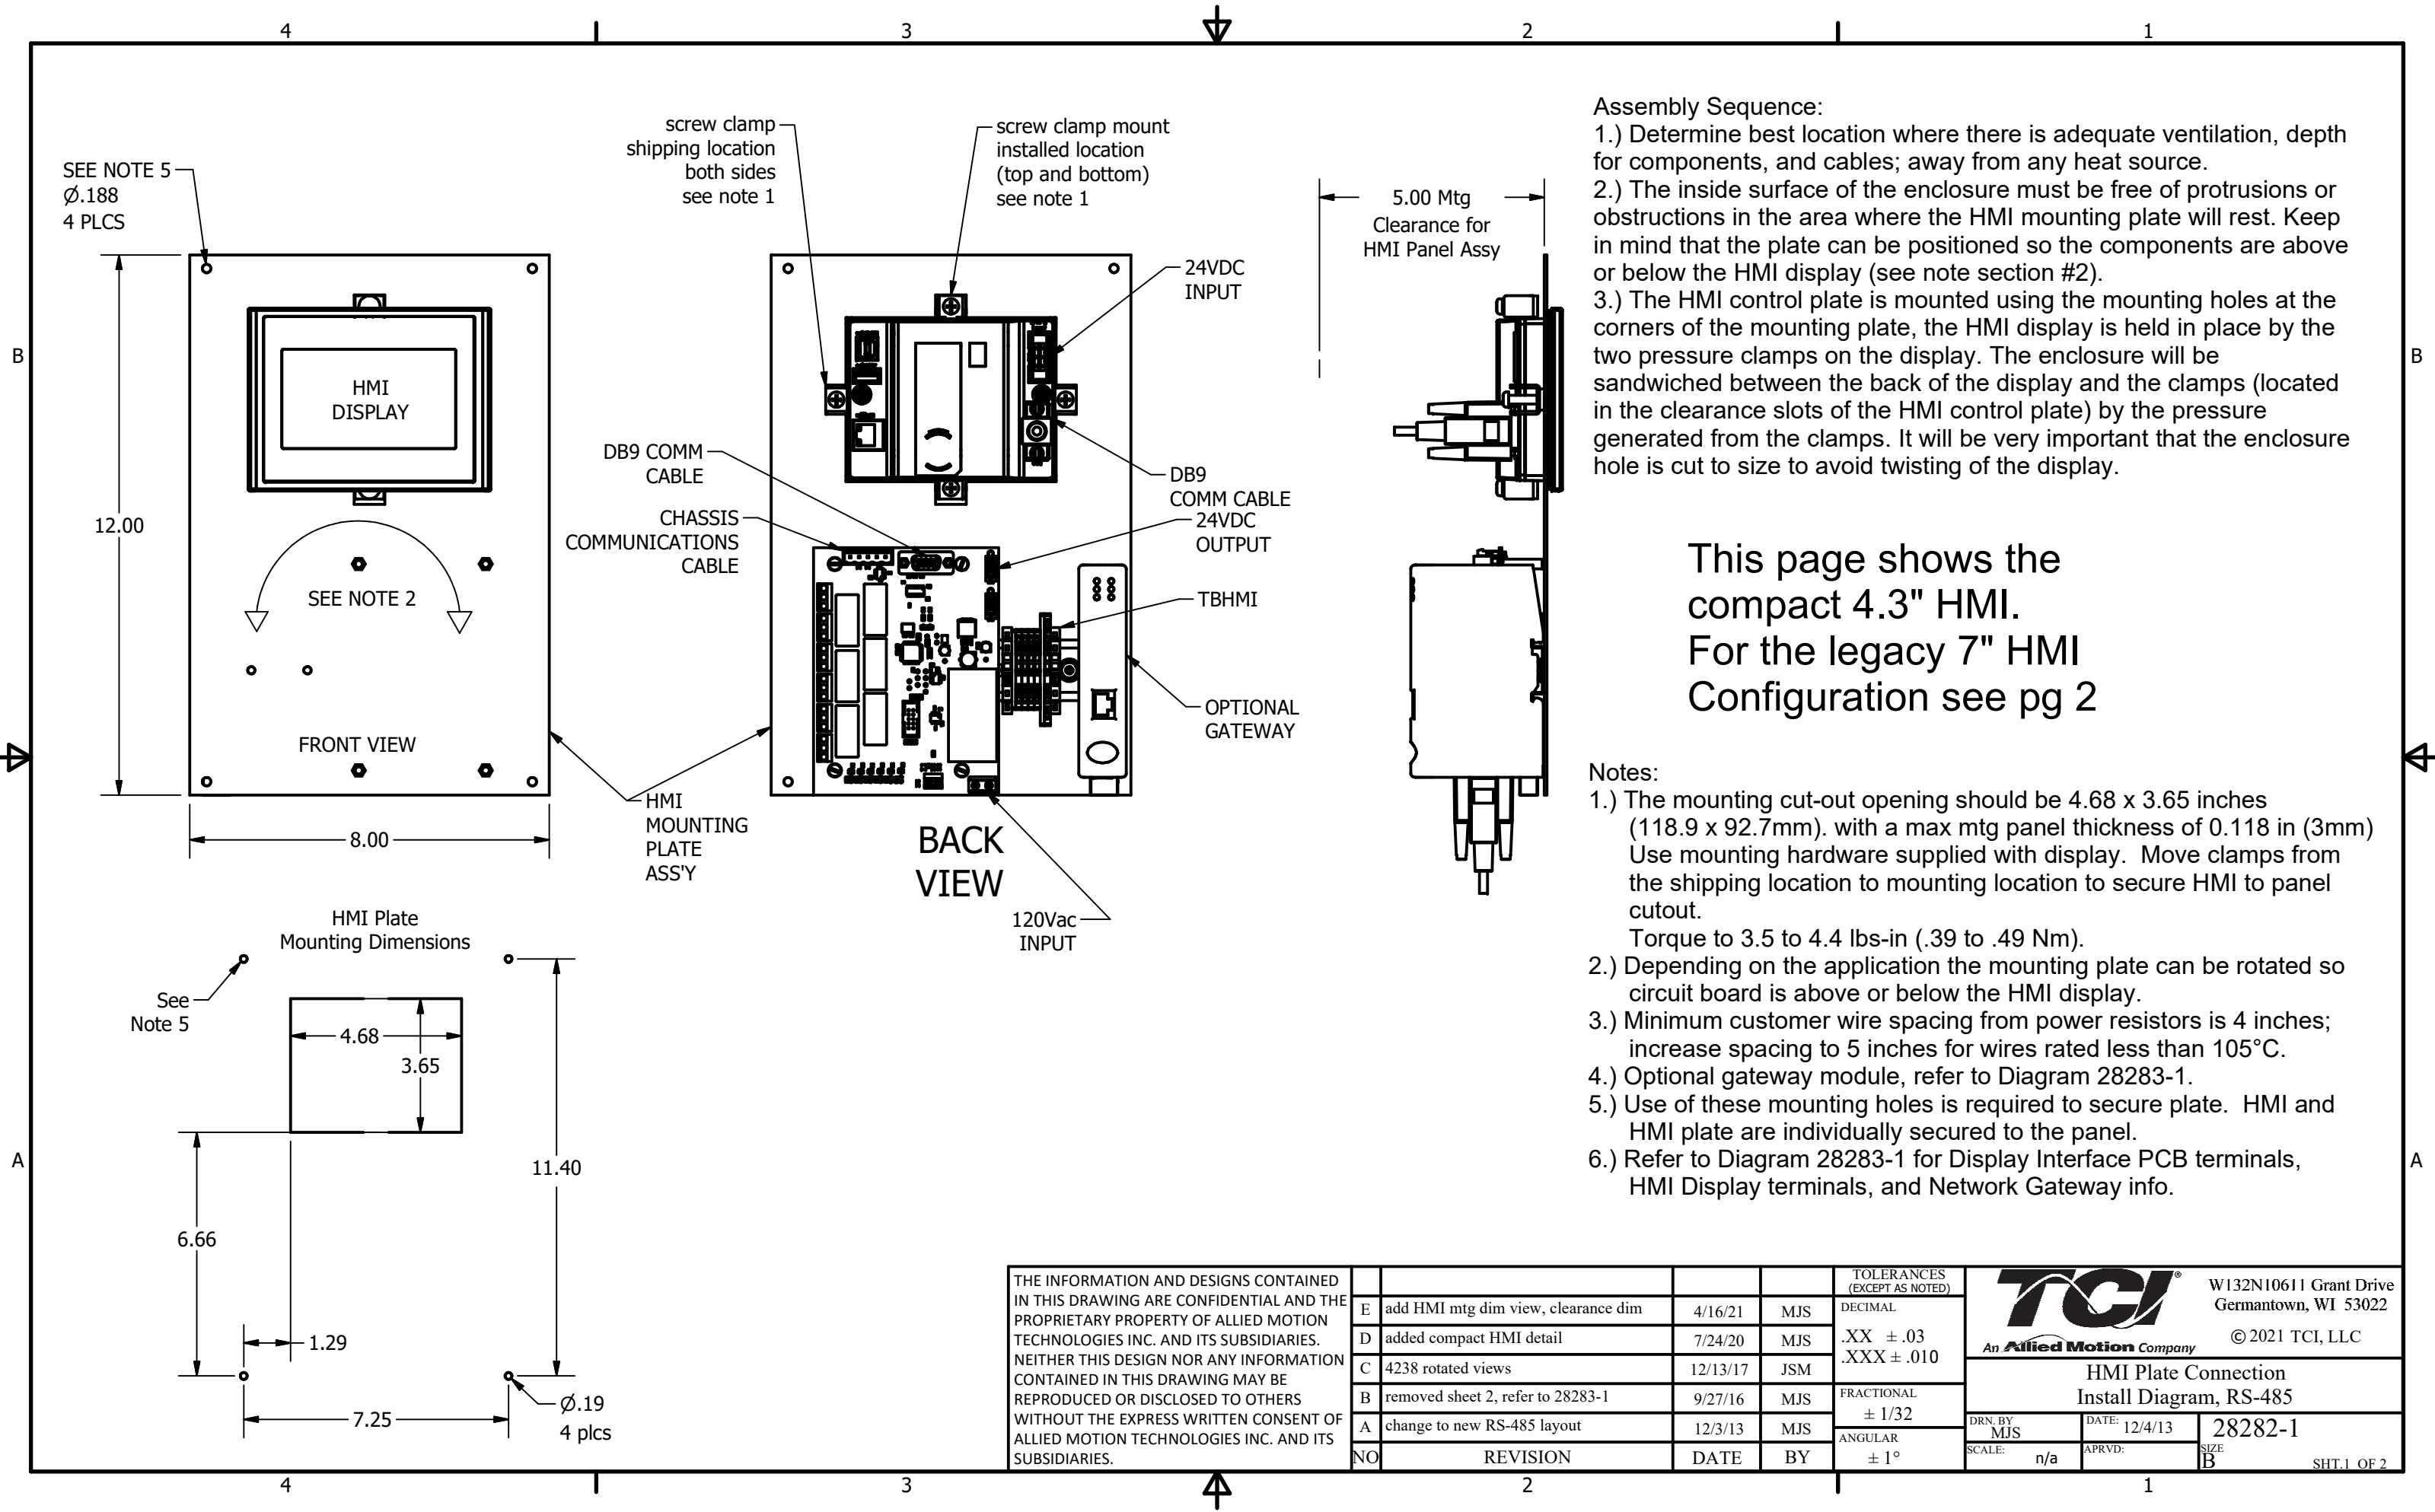 4
3
2
1
B
B
A
A
SEE NOTE 5
Ø.188
4 PLCS
12.00
HMI
DISPLAY
SEE NOTE 2
FRONT VIEW
8.00
HMI
MOUNTING
PLATE
ASS'Y
screw clamp
shipping location
both sides
see note 1
screw clamp mount
installed location
(top and bottom)
see note 1
24VDC
INPUT
DB9 COMM
CABLE
DB9
COMM CABLE
CHASSIS
COMMUNICATIONS
CABLE
24VDC
OUTPUT
TBHMI
OPTIONAL
GATEWAY
BACK
VIEW
120Vac
INPUT
5.00 Mtg
Clearance for
HMI Panel Assy
HMI Plate
Mounting Dimensions
See
Note 5
4.68
3.65
11.40
6.66
1.29
7.25
Ø.19
4 plcs
Assembly Sequence:
1.) Determine best location where there is adequate ventilation, depth
for components, and cables; away from any heat source.
2.) The inside surface of the enclosure must be free of protrusions or
obstructions in the area where the HMI mounting plate will rest. Keep
in mind that the plate can be positioned so the components are above
or below the HMI display (see note section #2).
3.) The HMI control plate is mounted using the mounting holes at the
corners of the mounting plate, the HMI display is held in place by the
two pressure clamps on the display. The enclosure will be
sandwiched between the back of the display and the clamps (located
in the clearance slots of the HMI control plate) by the pressure
generated from the clamps. It will be very important that the enclosure
hole is cut to size to avoid twisting of the display.
This page shows the
compact 4.3" HMI.
For the legacy 7" HMI
Configuration see pg 2
Notes:
1.) The mounting cut-out opening should be 4.68 x 3.65 inches
(118.9 x 92.7mm). with a max mtg panel thickness of 0.118 in (3mm)
Use mounting hardware supplied with display. Move clamps from
the shipping location to mounting location to secure HMI to panel
cutout.
Torque to 3.5 to 4.4 lbs-in (.39 to .49 Nm).
2.) Depending on the application the mounting plate can be rotated so
circuit board is above or below the HMI display.
3.) Minimum customer wire spacing from power resistors is 4 inches;
increase spacing to 5 inches for wires rated less than 105°C.
4.) Optional gateway module, refer to Diagram 28283-1.
5.) Use of these mounting holes is required to secure plate. HMI and
HMI plate are individually secured to the panel.
6.) Refer to Diagram 28283-1 for Display Interface PCB terminals,
HMI Display terminals, and Network Gateway info.
THE INFORMATION AND DESIGNS CONTAINED
IN THIS DRAWING ARE CONFIDENTIAL AND THE
PROPRIETARY PROPERTY OF ALLIED MOTION
TECHNOLOGIES INC. AND ITS SUBSIDIARIES.
NEITHER THIS DESIGN NOR ANY INFORMATION
CONTAINED IN THIS DRAWING MAY BE
REPRODUCED OR DISCLOSED TO OTHERS
WITHOUT THE EXPRESS WRITTEN CONSENT OF
ALLIED MOTION TECHNOLOGIES INC. AND ITS
SUBSIDIARIES.
E add HMI mtg dim view, clearance dim 4/16/21 MJS
D added compact HMI detail 7/24/20 MJS
C 4238 rotated views 12/13/17 JSM
B removed sheet 2, refer to 28283-1 9/27/16 MJS
A change to new RS-485 layout 12/3/13 MJS
NO REVISION DATE BY
TOLERANCES
(EXCEPT AS NOTED)
DECIMAL
.XX ± .03
.XXX ± .010
FRACTIONAL
± 1/32
ANGULAR
± 1°
TCI®
An Allied Motion Company
W132N10611 Grant Drive
Germantown, WI 53022
© 2021 TCI, LLC
HMI Plate Connection
Install Diagram, RS-485
DRN. BY
MJS
DATE: 12/4/13
28282-1
SCALE: n/a
APRVD:
SIZE
B
SHT.1 OF 2
4
3
2
1